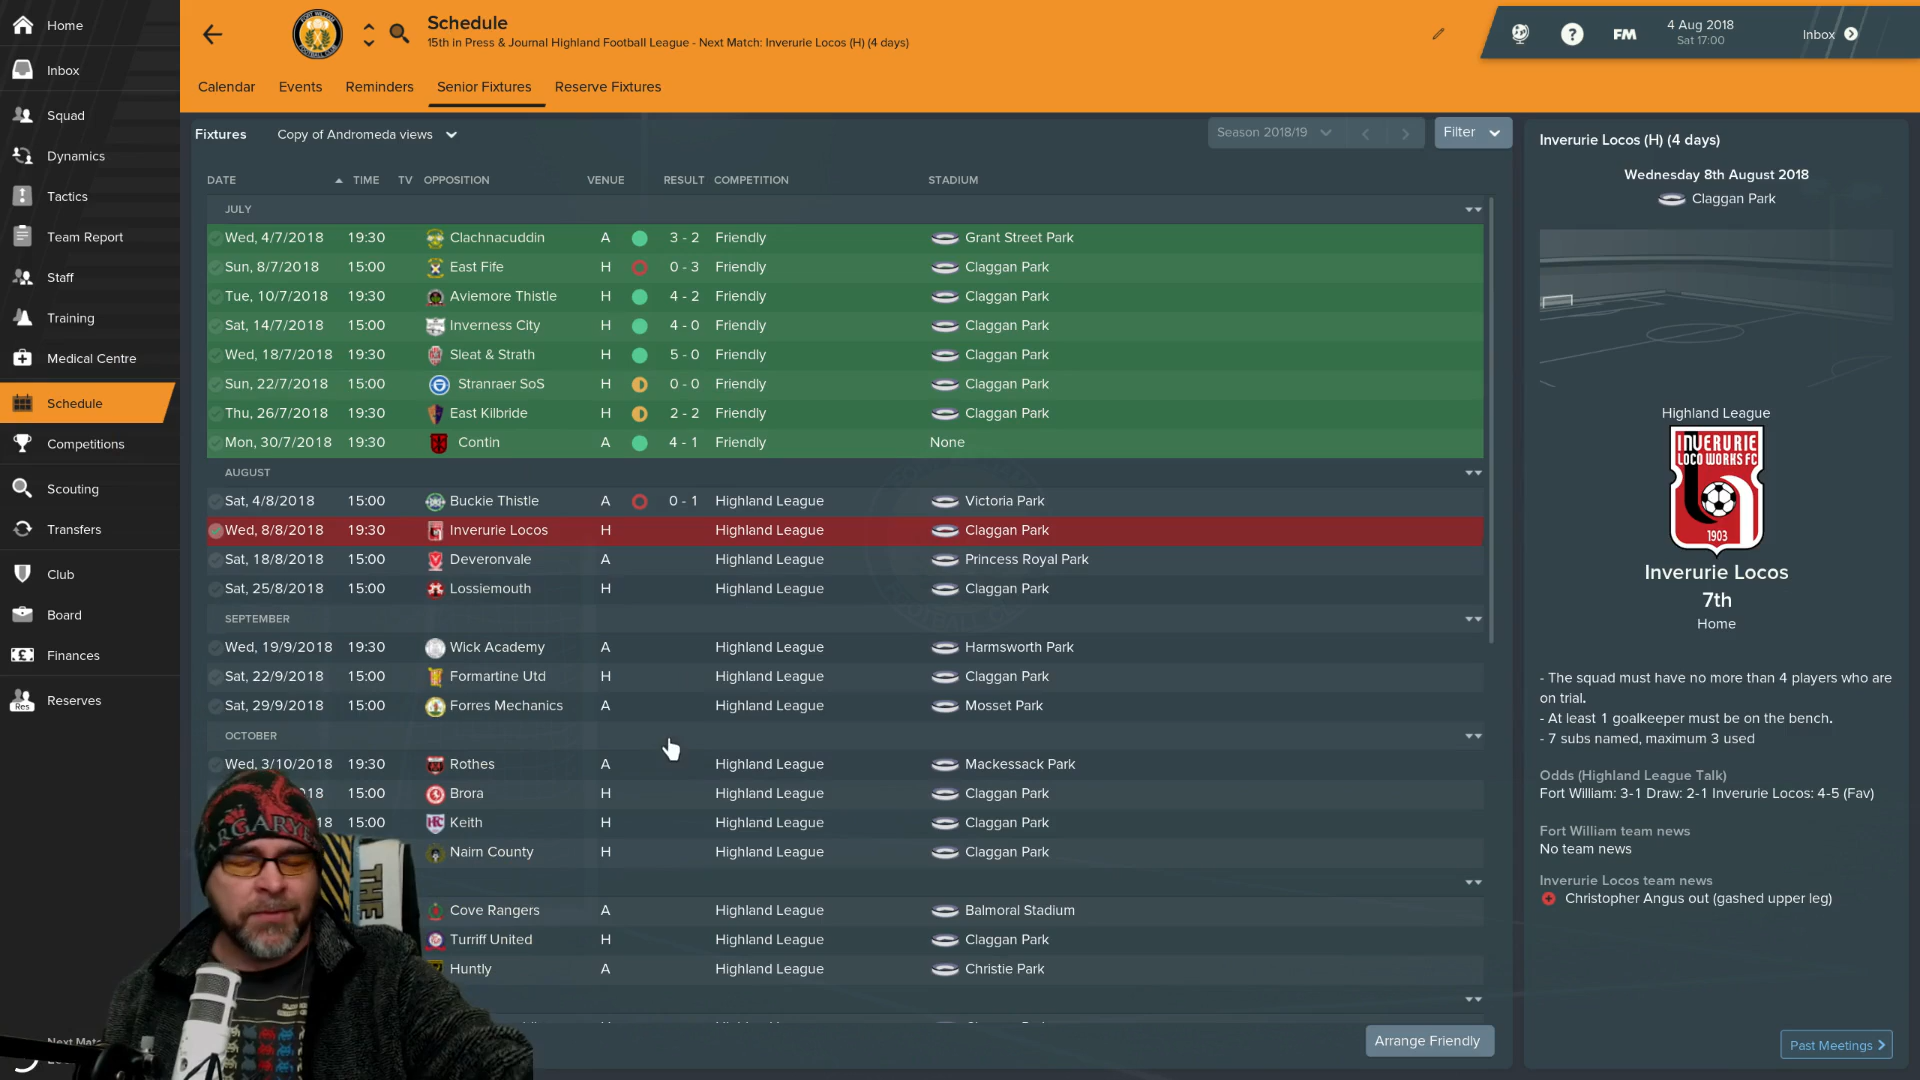 Home
Inbox
Squad
Dynamics
Tactics
Team Report
Staff
Training
Medical Centre
Schedule
Competitions
Scouting
Transfers
Club
Board
Finances
Res
Reserves
Schedule
15th in Press & Journal Highland Football League - Next Match: Inverurie Locos (H) (4 days)
?
FM
4 Aug 2018
Sat 17:00
Inbox
Calendar
Events
Reminders
Senior Fixtures
Reserve Fixtures
Fixtures
Copy of Andromeda views
Season 2018/19
Filter
DATE TIME TV OPPOSITION VENUE RESULT COMPETITION STADIUM
JULY
Wed, 4/7/2018 19:30 Clachnacuddin A 3 - 2 Friendly Grant Street Park
Sun, 8/7/2018 15:00 East Fife H 0 - 3 Friendly Claggan Park
Tue, 10/7/2018 19:30 Aviemore Thistle H 4 - 2 Friendly Claggan Park
Sat, 14/7/2018 15:00 Inverness City H 4 - 0 Friendly Claggan Park
Wed, 18/7/2018 19:30 Sleat & Strath H 5 - 0 Friendly Claggan Park
Sun, 22/7/2018 15:00 Stranraer SoS H 0 - 0 Friendly Claggan Park
Thu, 26/7/2018 19:30 East Kilbride H 2 - 2 Friendly Claggan Park
Mon, 30/7/2018 19:30 Contin A 4 - 1 Friendly None
AUGUST
Sat, 4/8/2018 15:00 Buckie Thistle A 0 - 1 Highland League Victoria Park
Wed, 8/8/2018 19:30 Inverurie Locos H Highland League Claggan Park
Sat, 18/8/2018 15:00 Deveronvale A Highland League Princess Royal Park
Sat, 25/8/2018 15:00 Lossiemouth H Highland League Claggan Park
SEPTEMBER
Wed, 19/9/2018 19:30 Wick Academy A Highland League Harmsworth Park
Sat, 22/9/2018 15:00 Formartine Utd H Highland League Claggan Park
Sat, 29/9/2018 15:00 Forres Mechanics A Highland League Mosset Park
OCTOBER
Wed, 3/10/2018 19:30 Rothes A Highland League Mackessack Park
18 15:00 Brora H Highland League Claggan Park
18 15:00 Keith H Highland League Claggan Park
Nairn County H Highland League Claggan Park
Cove Rangers A Highland League Balmoral Stadium
Turriff United H Highland League Claggan Park
Huntly A Highland League Christie Park
Arrange Friendly
THE
Inverurie Locos (H) (4 days)
Wednesday 8th August 2018
Claggan Park
Highland League
INVERURIE
LOCO WORKS FC
1903
Inverurie Locos
7th
Home
- The squad must have no more than 4 players who are
on trial.
- At least 1 goalkeeper must be on the bench.
- 7 subs named, maximum 3 used
Odds (Highland League Talk)
Fort William: 3-1 Draw: 2-1 Inverurie Locos: 4-5 (Fav)
Fort William team news
No team news
Inverurie Locos team news
Christopher Angus out (gashed upper leg)
Past Meetings